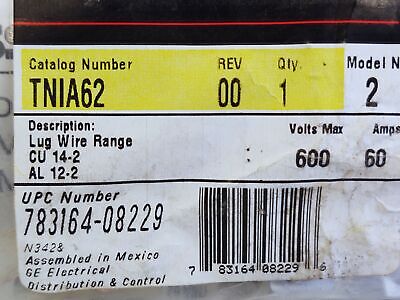 Catalog Number REV Qty. Model N
TNIA62 00 1 2
Description: Volts Max Amps
Lug Wire Range
CU 14-2 600 60
AL 12-2
UPC Number
783164-08229
N3428
Assembled in Mexico
GE Electrical
Distribution & Control
7 83164 08229 6